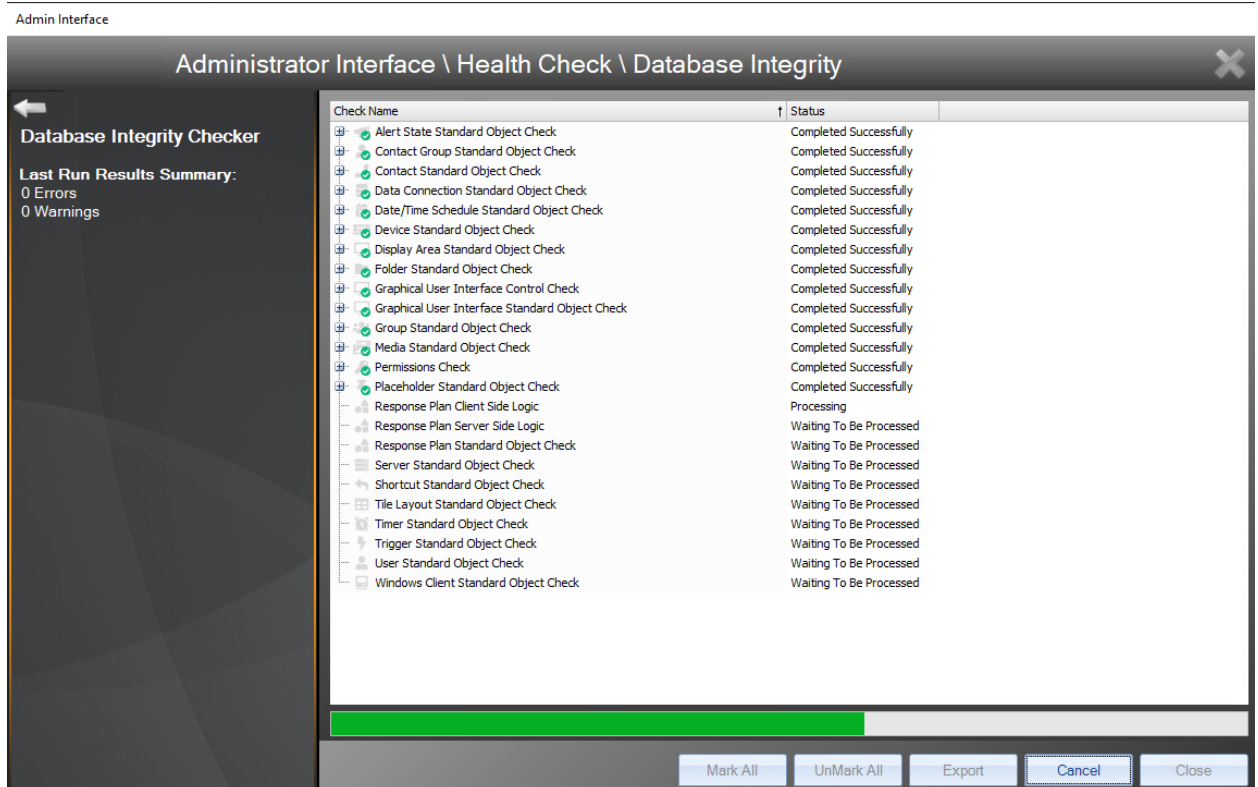 Admin Interface
Administrator Interface \ Health Check \ Database Integrity
Database Integrity Checker
Last Run Results Summary:
0 Errors
0 Warnings
Check Name Status
Alert State Standard Object Check Completed Successfully
Contact Group Standard Object Check Completed Successfully
Contact Standard Object Check Completed Successfully
Data Connection Standard Object Check Completed Successfully
Date/Time Schedule Standard Object Check Completed Successfully
Device Standard Object Check Completed Successfully
Display Area Standard Object Check Completed Successfully
Folder Standard Object Check Completed Successfully
Graphical User Interface Control Check Completed Successfully
Graphical User Interface Standard Object Check Completed Successfully
Group Standard Object Check Completed Successfully
Media Standard Object Check Completed Successfully
Permissions Check Completed Successfully
Placeholder Standard Object Check Completed Successfully
Response Plan Client Side Logic Processing
Response Plan Server Side Logic Waiting To Be Processed
Response Plan Standard Object Check Waiting To Be Processed
Server Standard Object Check Waiting To Be Processed
Shortcut Standard Object Check Waiting To Be Processed
Tile Layout Standard Object Check Waiting To Be Processed
Timer Standard Object Check Waiting To Be Processed
Trigger Standard Object Check Waiting To Be Processed
User Standard Object Check Waiting To Be Processed
Windows Client Standard Object Check Waiting To Be Processed
Mark All UnMark All Export Cancel Close